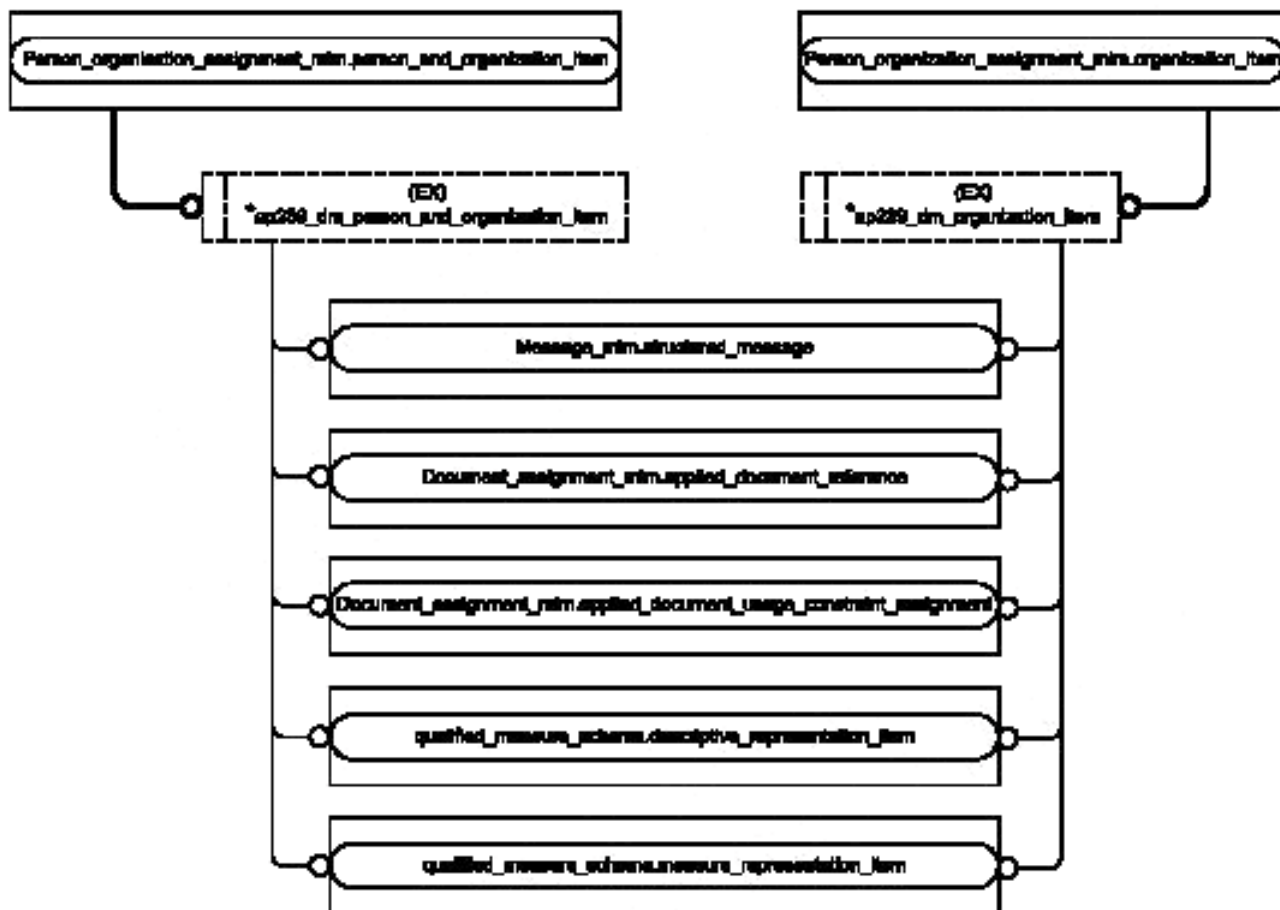 Person_organization_assignment_mim.person_and_organization_item
Person_organization_assignment_mim.organization_item
(EX)
*ap239_dm_person_and_organization_item
(EX)
*ap239_dm_organization_item
Message_mim.structured_message
Document_assignment_mim.applied_document_reference
Document_assignment_mim.applied_document_usage_constraint_assignment
qualified_measure_schema.descriptive_representation_item
qualified_measure_schema.measure_representation_item